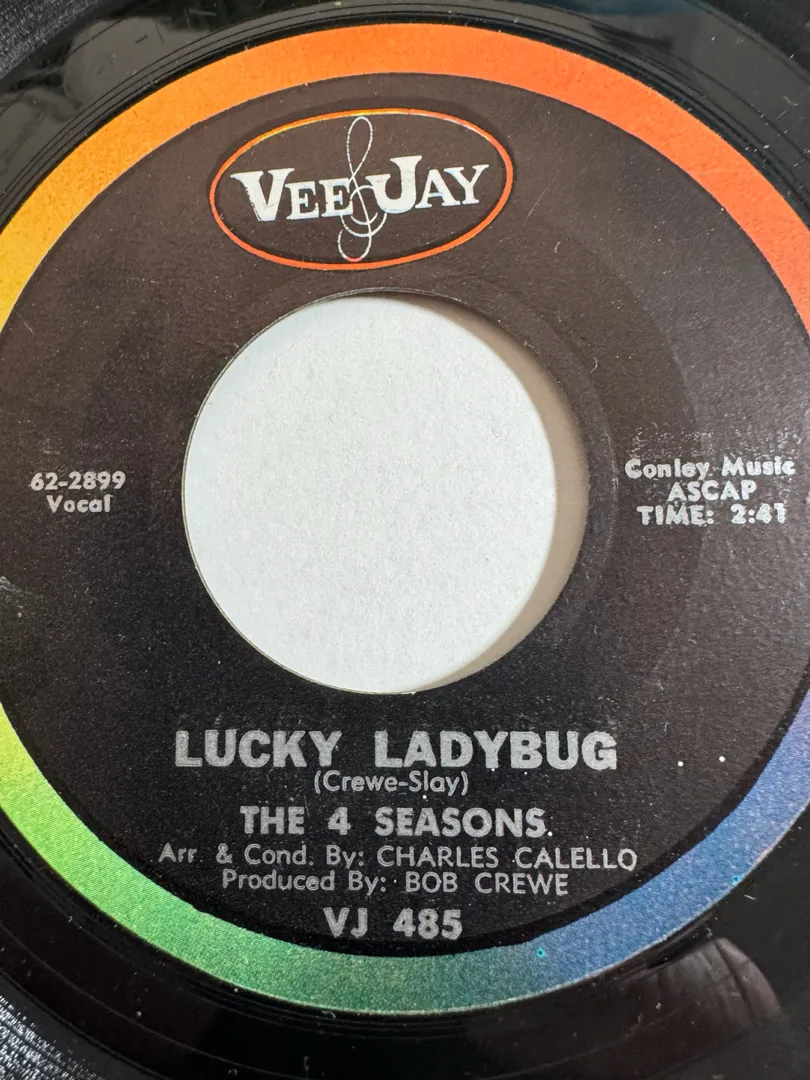 VEE JAY
62-2899
Vocal
Conley Music
ASCAP
TIME: 2:41
LUCKY LADYBUG
(Crewe-Slay)
THE 4 SEASONS
Arr. & Cond. By: CHARLES CALELLO
Produced By: BOB CREWE
VJ 485